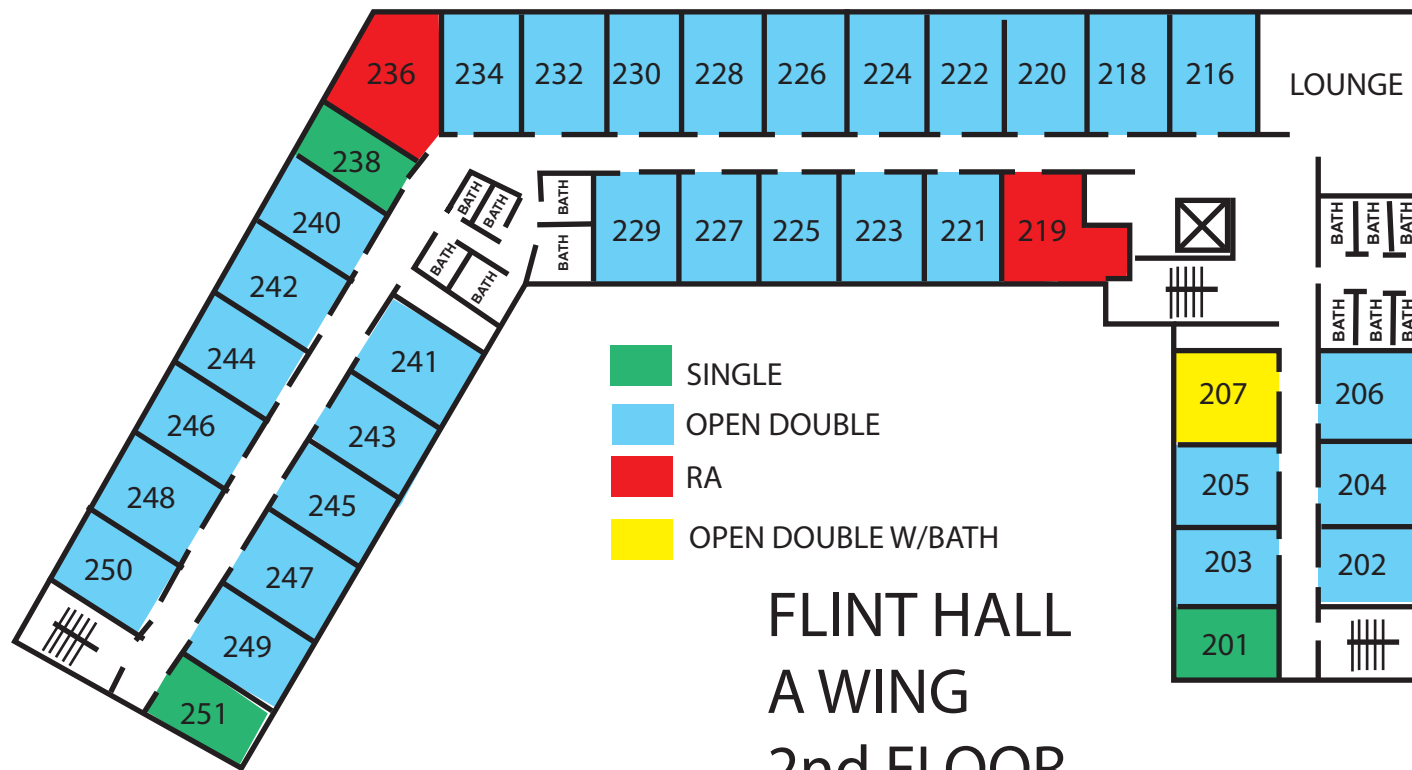 236
234
232
230
228
226
224
222
220
218
216
LOUNGE
238
240
242
244
246
248
250
BATH
BATH
BATH
BATH
BATH
BATH
229
227
225
223
221
219
BATH
BATH
BATH
BATH
BATH
BATH
241
243
245
247
249
251
207
205
203
201
206
204
202
SINGLE
OPEN DOUBLE
RA
OPEN DOUBLE W/BATH
FLINT HALL
A WING
2nd FLOOR